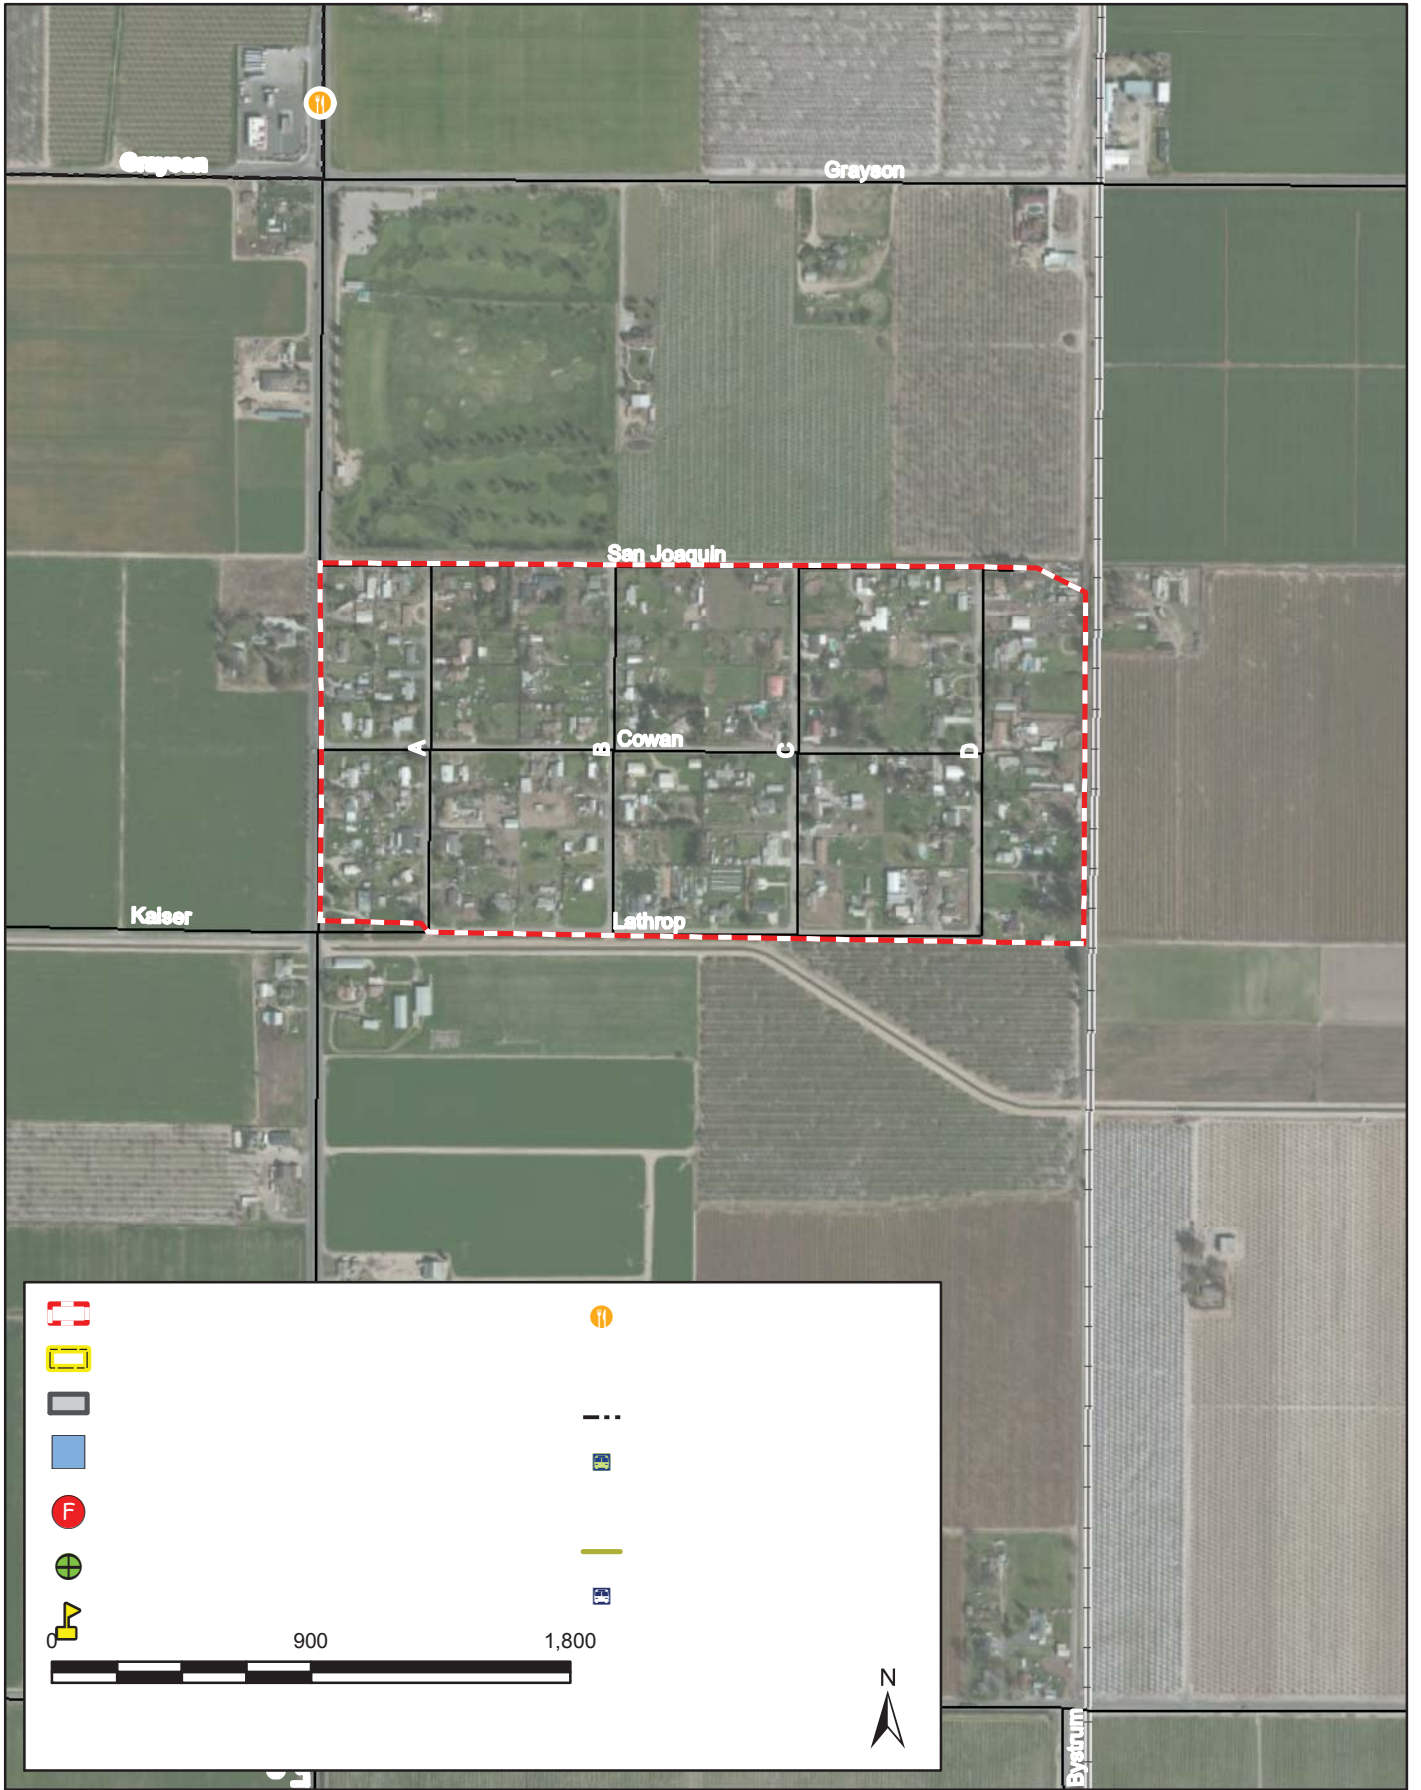 Grayson
Grayson
San Joaquin
A
B
Cowan
C
D
Kaiser
Lathrop
F
0
900
1,800
N
Bystrum